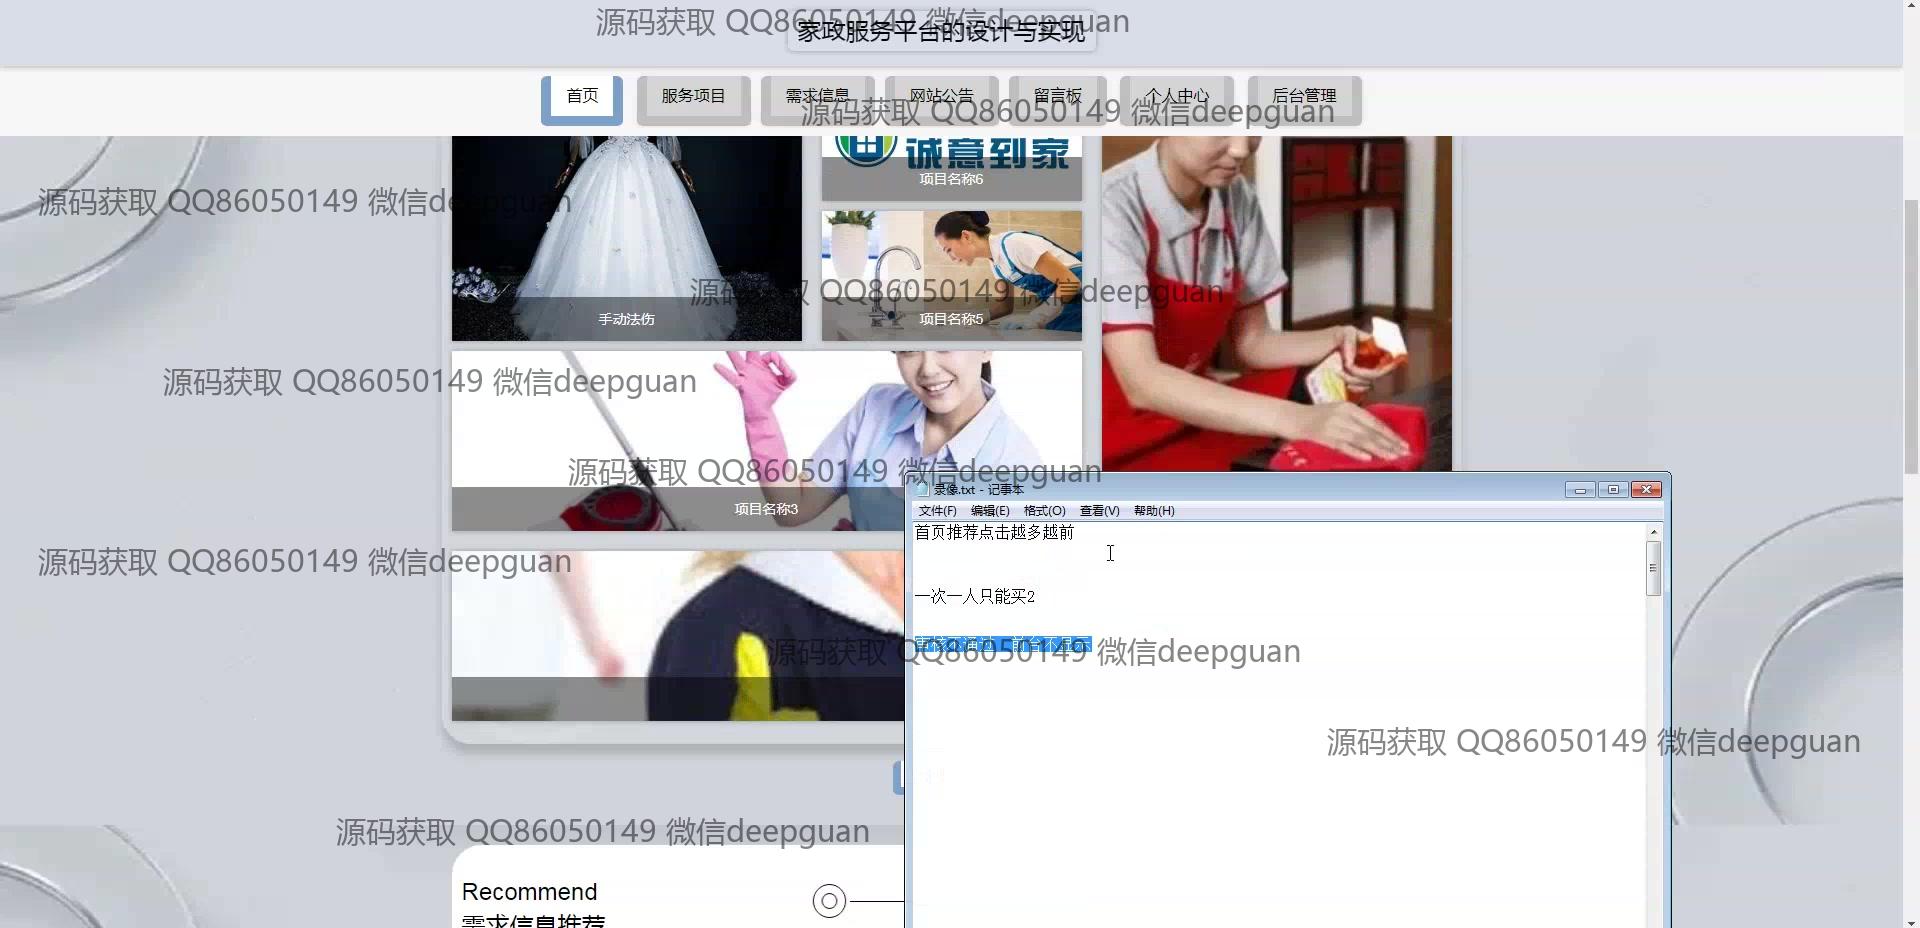 源码获取 QQ86050149 微信deepguan
家政服务平台的设计与实现
首页
服务项目
需求信息
网站公告
留言板
个人中心
后台管理
源码获取 QQ86050149 微信deepguan
诚意到家
项目名称6
源码获取 QQ86050149 微信deepguan
源码获取 QQ86050149 微信deepguan
手动法伤
项目名称5
源码获取 QQ86050149 微信deepguan
源码获取 QQ86050149 微信deepguan
项目名称3
录像.txt - 记事本
文件(F) 编辑(E) 格式(O) 查看(V) 帮助(H)
首页推荐点击越多越前
源码获取 QQ86050149 微信deepguan
一次一人只能买2
审核不通过 前台不显示
源码获取 QQ86050149 微信deepguan
源码获取 QQ86050149 微信deepguan
源码获取 QQ86050149 微信deepguan
Recommend
需求信息推荐